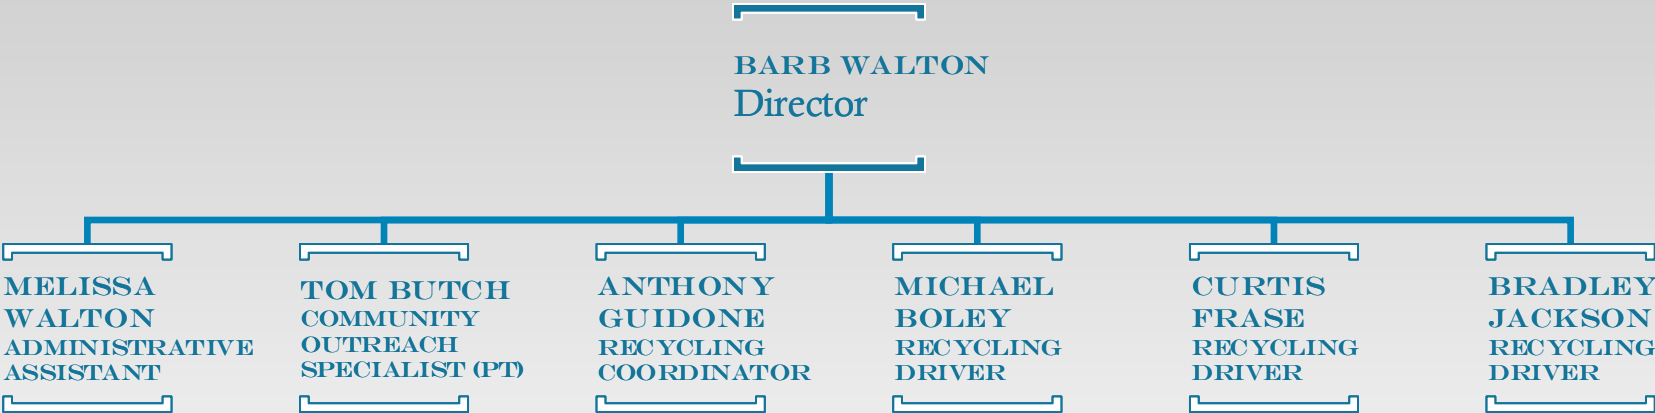 BARB WALTON
Director
MELISSA
WALTON
ADMINISTRATIVE
ASSISTANT
TOM BUTCH
COMMUNITY
OUTREACH
SPECIALIST (PT)
ANTHONY
GUIDONE
RECYCLING
COORDINATOR
MICHAEL
BOLEY
RECYCLING
DRIVER
CURTIS
FRASE
RECYCLING
DRIVER
BRADLEY
JACKSON
RECYCLING
DRIVER